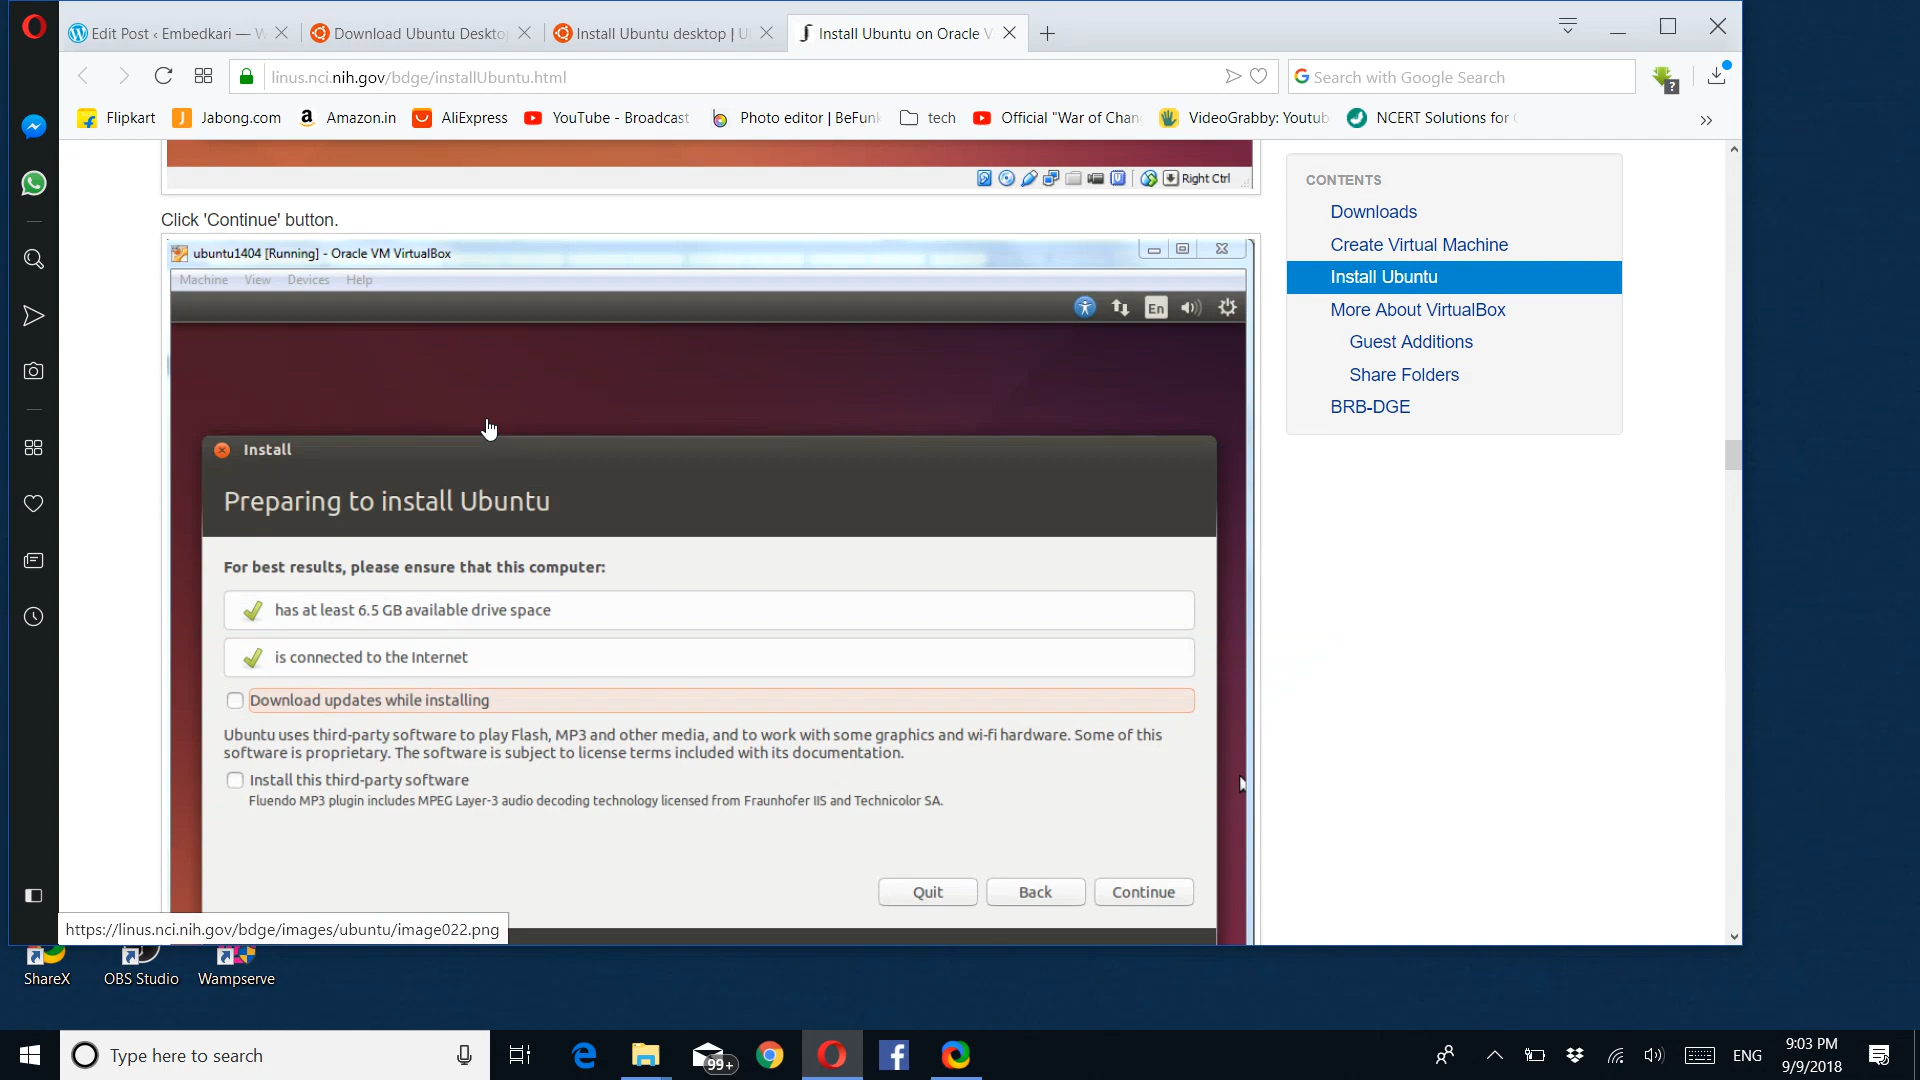 Edit Post ‹ Embedkari — W
Download Ubuntu Deskto
Install Ubuntu desktop | U
Install Ubuntu on Oracle V
linus.nci.nih.gov/bdge/installUbuntu.html
Search with Google Search
?
Flipkart
Jabong.com
Amazon.in
AliExpress
YouTube - Broadcast
Photo editor | BeFun
tech
Official "War of Chan
VideoGrabby: Youtub
NCERT Solutions for
»
Right Ctrl
Click 'Continue' button.
ubuntu1404 [Running] - Oracle VM VirtualBox
Machine View Devices Help
En
Install
Preparing to install Ubuntu
For best results, please ensure that this computer:
has at least 6.5 GB available drive space
is connected to the Internet
Download updates while installing
Ubuntu uses third-party software to play Flash, MP3 and other media, and to work with some graphics and wi-fi hardware. Some of this
software is proprietary. The software is subject to license terms included with its documentation.
Install this third-party software
Fluendo MP3 plugin includes MPEG Layer-3 audio decoding technology licensed from Fraunhofer IIS and Technicolor SA.
Quit
Back
Continue
CONTENTS
Downloads
Create Virtual Machine
Install Ubuntu
More About VirtualBox
Guest Additions
Share Folders
BRB-DGE
https://linus.nci.nih.gov/bdge/images/ubuntu/image022.png
ShareX
OBS Studio
Wampserve
Type here to search
99+
ENG
9:03 PM
9/9/2018